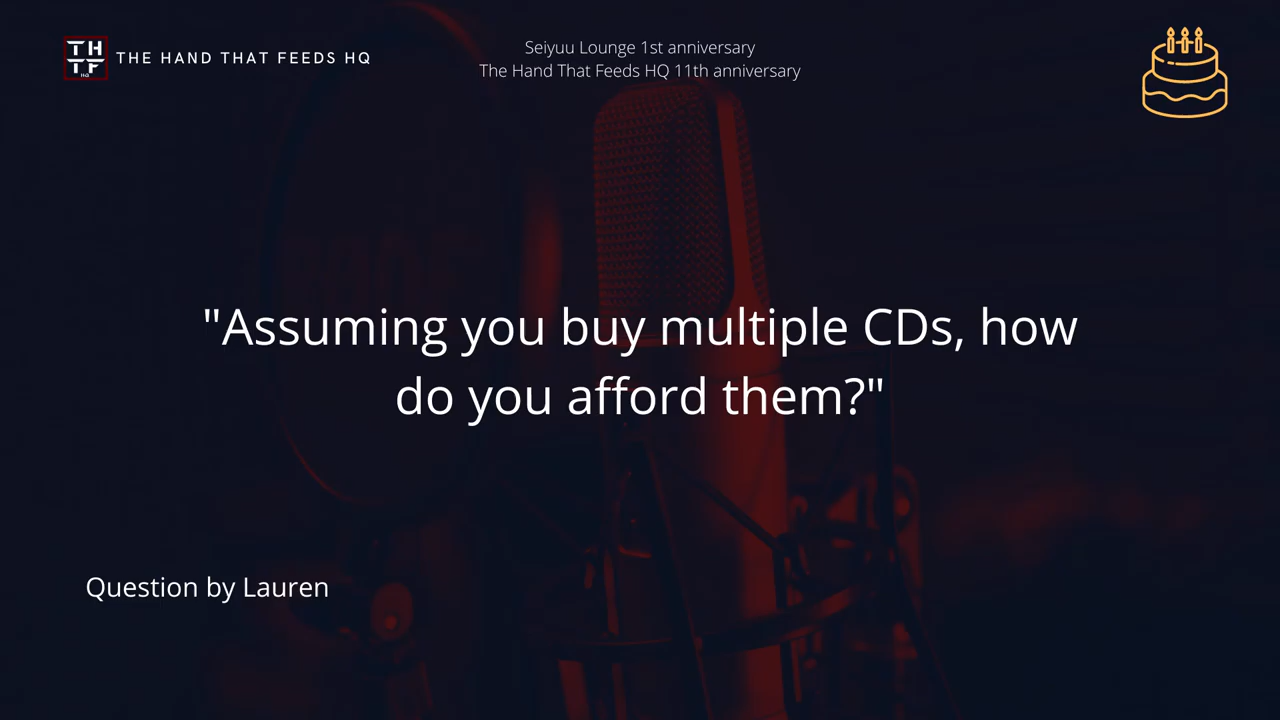 TH
TF
HQ
THE HAND THAT FEEDS HQ
Seiyuu Lounge 1st anniversary
The Hand That Feeds HQ 11th anniversary
"Assuming you buy multiple CDs, how
do you afford them?"
Question by Lauren